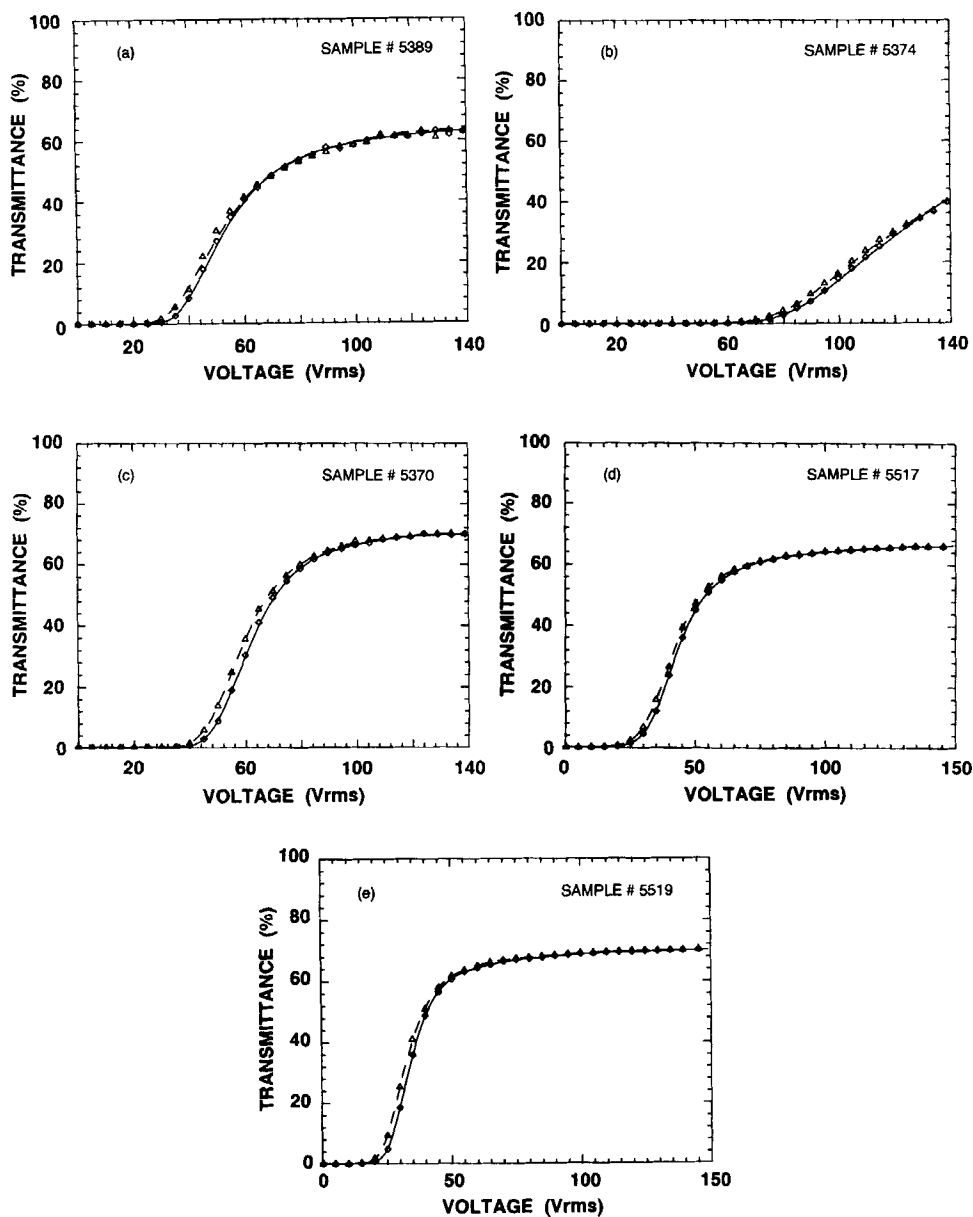 (a) SAMPLE # 5389
TRANSMITTANCE (%)
100
80
60
40
20
0
20 60 100 140
VOLTAGE (Vrms)
(b) SAMPLE # 5374
TRANSMITTANCE (%)
100
80
60
40
20
0
20 60 100 140
VOLTAGE (Vrms)
(c) SAMPLE # 5370
TRANSMITTANCE (%)
100
80
60
40
20
0
20 60 100 140
VOLTAGE (Vrms)
(d) SAMPLE # 5517
TRANSMITTANCE (%)
100
80
60
40
20
0
0 50 100 150
VOLTAGE (Vrms)
(e) SAMPLE # 5519
TRANSMITTANCE (%)
100
80
60
40
20
0
0 50 100 150
VOLTAGE (Vrms)